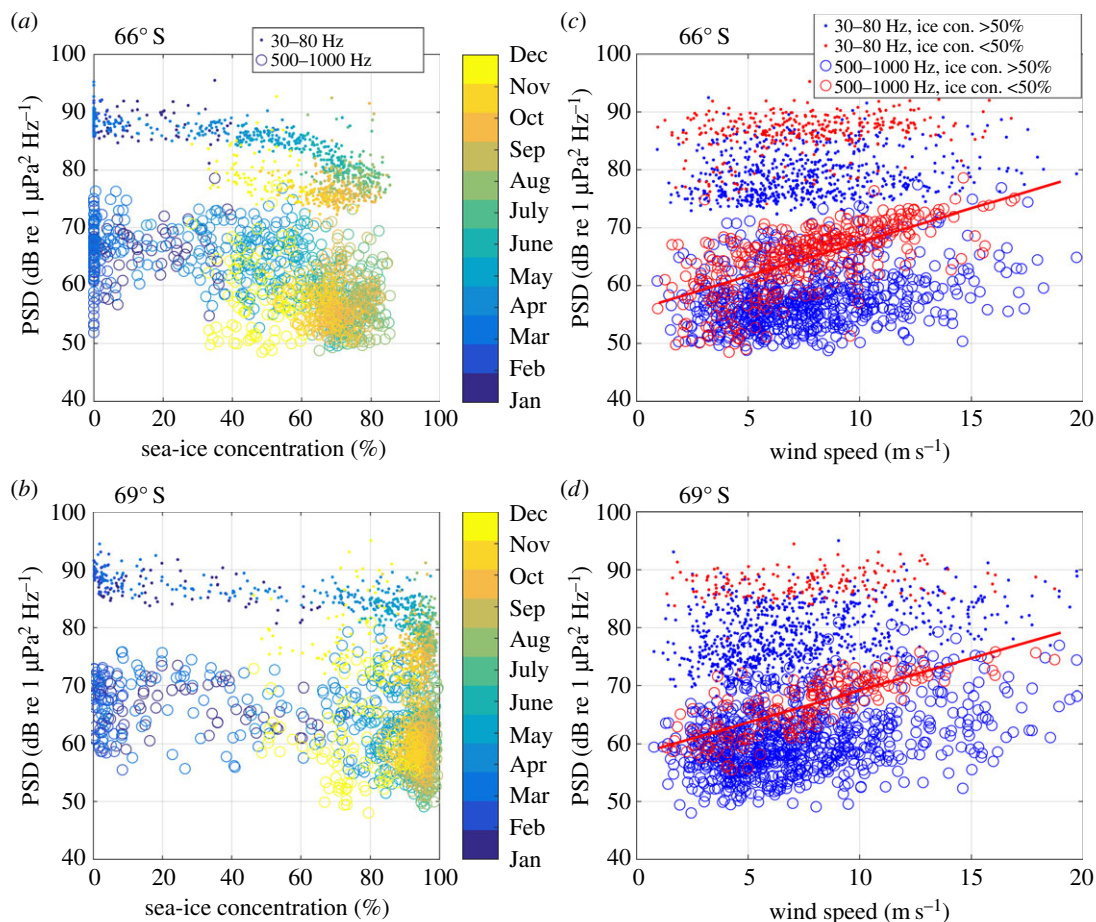 (a)
66° S
30–80 Hz
500–1000 Hz
PSD (dB re 1 µPa² Hz⁻¹)
100
90
80
70
60
50
40
0
20
40
60
80
100
sea-ice concentration (%)
Dec
Nov
Oct
Sep
Aug
July
June
May
Apr
Mar
Feb
Jan
(c)
66° S
30–80 Hz, ice con. >50%
30–80 Hz, ice con. <50%
500–1000 Hz, ice con. >50%
500–1000 Hz, ice con. <50%
PSD (dB re 1 µPa² Hz⁻¹)
100
90
80
70
60
50
40
0
5
10
15
20
wind speed (m s⁻¹)
(b)
69° S
PSD (dB re 1 µPa² Hz⁻¹)
100
90
80
70
60
50
40
0
20
40
60
80
100
sea-ice concentration (%)
Dec
Nov
Oct
Sep
Aug
July
June
May
Apr
Mar
Feb
Jan
(d)
69° S
PSD (dB re 1 µPa² Hz⁻¹)
100
90
80
70
60
50
40
0
5
10
15
20
wind speed (m s⁻¹)